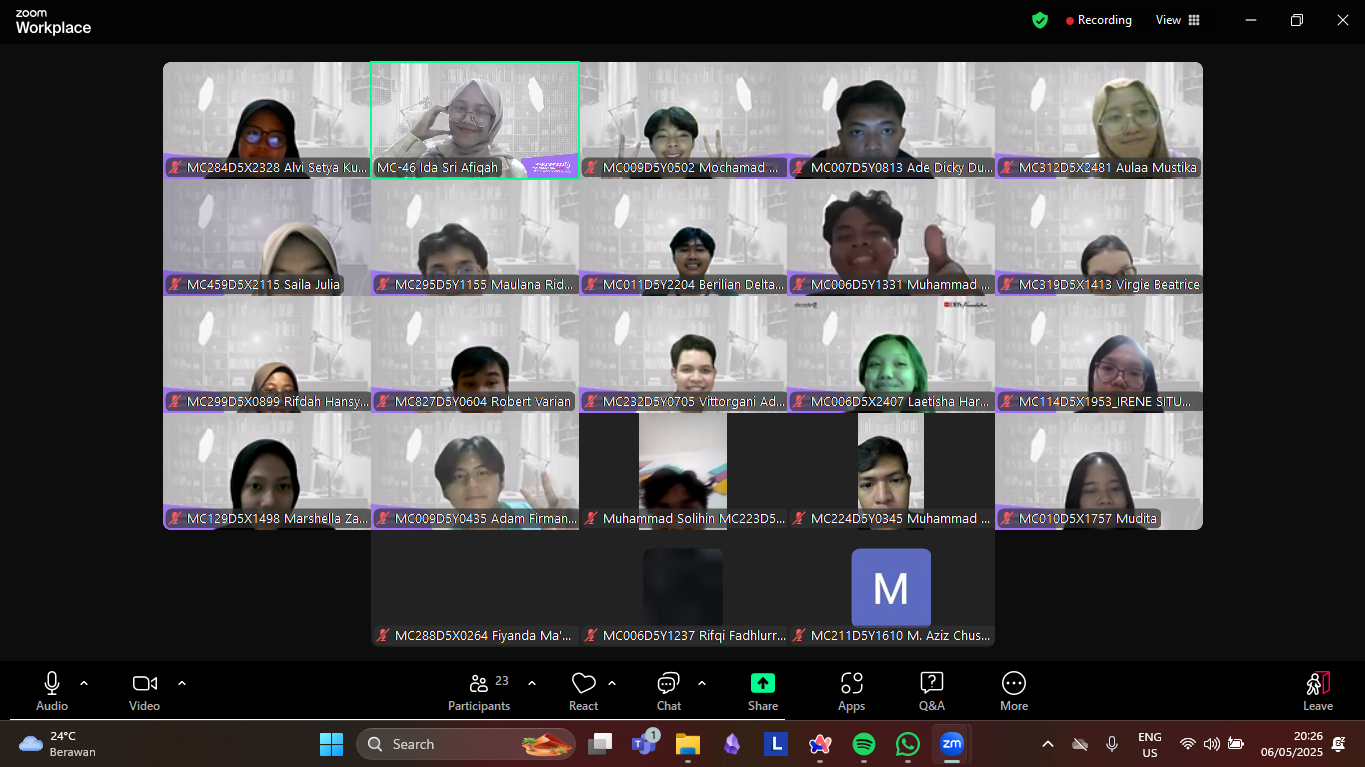 zoom
Workplace
Recording
View
MC284D5X2328 Alvi Setya Ku...
MC-46 Ida Sri Afiqah
MC009D5Y0502 Mochamad ...
MC007D5Y0813 Ade Dicky Du...
MC312D5X2481 Aulaa Mustika
MC459D5X2115 Saila Julia
MC295D5Y1155 Maulana Rid...
MC011D5Y2204 Berilian Delta...
MC006D5Y1331 Muhammad ...
MC319D5X1413 Virgie Beatrice
MC299D5X0899 Rifdah Hansy...
MC827D5Y0604 Robert Varian
MC232D5Y0705 Vittorgani Ad...
MC006D5X2407 Laetisha Har...
MC114D5X1953_IRENE SITU...
MC129D5X1498 Marshella Za...
MC009D5Y0435 Adam Firman...
Muhammad Solihin MC223D5...
MC224D5Y0345 Muhammad ...
MC010D5X1757 Mudita
M
MC288D5X0264 Fiyanda Ma'...
MC006D5Y1237 Rifqi Fadhlurr...
MC211D5Y1610 M. Aziz Chus...
Audio
Video
Participants
23
React
Chat
Share
Apps
Q&A
More
Leave
24°C
Berawan
Search
1
L
zm
ENG
US
20:26
06/05/2025